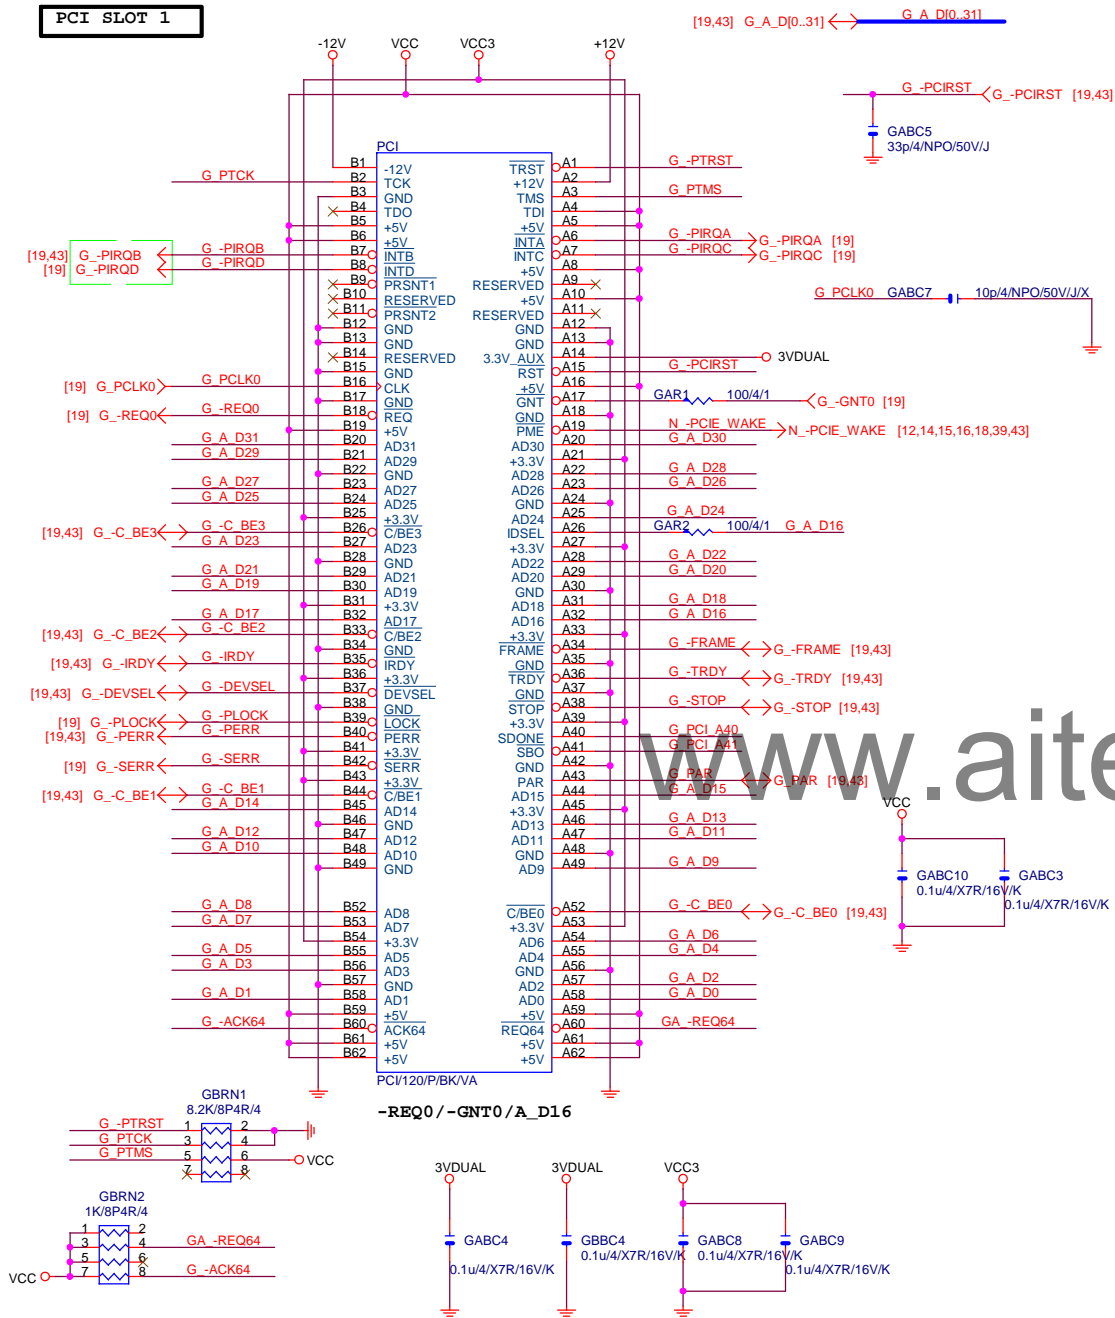 PCI SLOT 1
[19,43] G_A_D[0..31]
G_A_D[0..31]
-12V
VCC
VCC3
+12V
G_-PCIRST
G_-PCIRST [19,43]
GABC5
33p/4/NPO/50V/J
PCI
B1 -12V
G_PTCK B2 TCK
B3 GND
B4 TDO
B5 +5V
B6 +5V
[19,43] G_-PIRQB G_-PIRQB B7 INTB
[19] G_-PIRQD G_-PIRQD B8 INTD
B9 PRSNT1
B10 RESERVED
B11 PRSNT2
B12 GND
B13 GND
B14 RESERVED
B15 GND
[19] G_PCLK0 G_PCLK0 B16 CLK
B17 GND
[19] G_-REQ0 G_-REQ0 B18 REQ
B19 +5V
G_A_D31 B20 AD31
G_A_D29 B21 AD29
B22 GND
G_A_D27 B23 AD27
G_A_D25 B24 AD25
B25 +3.3V
[19,43] G_-C_BE3 G_-C_BE3 B26 C/BE3
G_A_D23 B27 AD23
B28 GND
G_A_D21 B29 AD21
G_A_D19 B30 AD19
B31 +3.3V
G_A_D17 B32 AD17
[19,43] G_-C_BE2 G_-C_BE2 B33 C/BE2
B34 GND
[19,43] G_-IRDY G_-IRDY B35 IRDY
B36 +3.3V
[19,43] G_-DEVSEL G_-DEVSEL B37 DEVSEL
B38 GND
[19] G_-PLOCK G_-PLOCK B39 LOCK
[19,43] G_-PERR G_-PERR B40 PERR
B41 +3.3V
[19] G_-SERR G_-SERR B42 SERR
B43 +3.3V
[19,43] G_-C_BE1 G_-C_BE1 B44 C/BE1
G_A_D14 B45 AD14
B46 GND
G_A_D12 B47 AD12
G_A_D10 B48 AD10
B49 GND
G_A_D8 B52 AD8
G_A_D7 B53 AD7
B54 +3.3V
G_A_D5 B55 AD5
G_A_D3 B56 AD3
B57 GND
G_A_D1 B58 AD1
B59 +5V
G_-ACK64 B60 ACK64
B61 +5V
B62 +5V
TRST A1 G_-PTRST
+12V A2
TMS A3 G_PTMS
TDI A4
+5V A5
INTA A6 G_-PIRQA G_-PIRQA [19]
INTC A7 G_-PIRQC G_-PIRQC [19]
+5V A8
RESERVED A9
+5V A10
RESERVED A11
GND A12
GND A13
3.3V_AUX A14 3VDUAL
RST A15 G_-PCIRST
+5V A16
GNT A17 GAR1 100/4/1 G_-GNT0 [19]
GND A18
PME A19 N_-PCIE_WAKE N_-PCIE_WAKE [12,14,15,16,18,39,43]
AD30 A20 G_A_D30
+3.3V A21
AD28 A22 G_A_D28
AD26 A23 G_A_D26
GND A24
AD24 A25 G_A_D24
IDSEL A26 GAR2 100/4/1 G_A_D16
+3.3V A27
AD22 A28 G_A_D22
AD20 A29 G_A_D20
GND A30
AD18 A31 G_A_D18
AD16 A32 G_A_D16
+3.3V A33
FRAME A34 G_-FRAME G_-FRAME [19,43]
GND A35
TRDY A36 G_-TRDY G_-TRDY [19,43]
GND A37
STOP A38 G_-STOP G_-STOP [19,43]
+3.3V A39
SDONE A40 G_PCI_A40
SBO A41 G_PCI_A41
GND A42
PAR A43 G_PAR G_PAR [19,43]
AD15 A44 G_A_D15
+3.3V A45
AD13 A46 G_A_D13
AD11 A47 G_A_D11
GND A48
AD9 A49 G_A_D9
C/BE0 A52 G_-C_BE0 G_-C_BE0 [19,43]
+3.3V A53
AD6 A54 G_A_D6
AD4 A55 G_A_D4
GND A56
AD2 A57 G_A_D2
AD0 A58 G_A_D0
+5V A59
REQ64 A60 GA_-REQ64
+5V A61
+5V A62
PCI/120/P/BK/VA
-REQ0/-GNT0/A_D16
G_PCLK0 GABC7 10p/4/NPO/50V/J/X
www.aite
VCC
GABC10
0.1u/4/X7R/16V/K
GABC3
0.1u/4/X7R/16V/K
GBRN1
8.2K/8P4R/4
G_-PTRST 1 2
G_PTCK 3 4
G_PTMS 5 6 VCC
7 8
GBRN2
1K/8P4R/4
1 2
3 4 GA_-REQ64
5 6
VCC 7 8 G_-ACK64
3VDUAL
GABC4
0.1u/4/X7R/16V/K
3VDUAL
GBBC4
0.1u/4/X7R/16V/K
VCC3
GABC8
0.1u/4/X7R/16V/K
GABC9
0.1u/4/X7R/16V/K